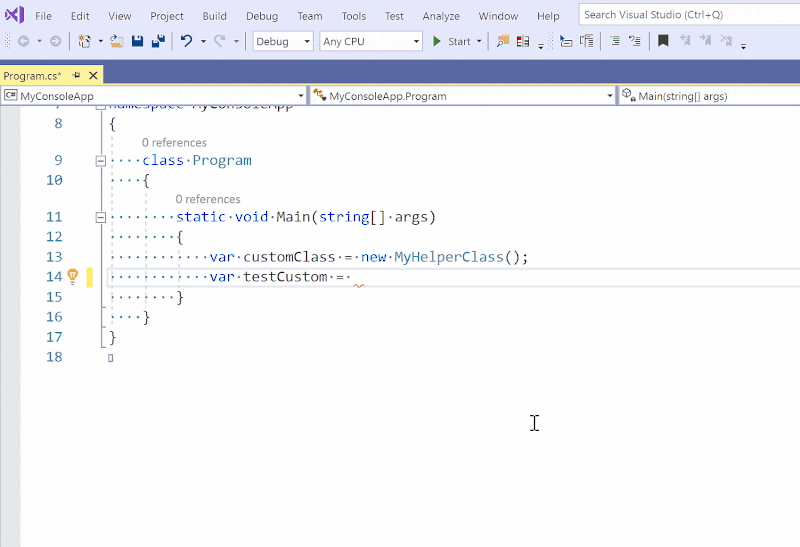 File Edit View Project Build Debug Team Tools Test Analyze Window Help Search Visual Studio (Ctrl+Q)
Debug Any CPU Start
Program.cs*
C# MyConsoleApp MyConsoleApp.Program Main(string[] args)
7 namespace·MyConsoleApp
8 {
0 references
9 ····class·Program
10 ····{
0 references
11 ········static·void·Main(string[]·args)
12 ········{
13 ············var·customClass·=·new·MyHelperClass();
14 ············var·testCustom·=·
15 ········}
16 ····}
17 }
18